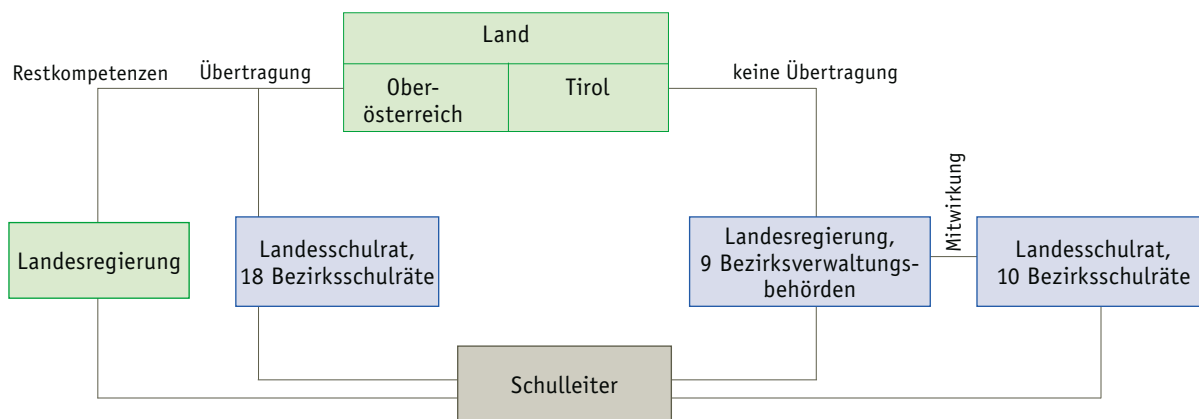 Land
Restkompetenzen
Übertragung
keine Übertragung
Ober-
österreich
Tirol
Mitwirkung
Landesregierung
Landesschulrat,
18 Bezirksschulräte
Landesregierung,
9 Bezirksverwaltungs-
behörden
Landesschulrat,
10 Bezirksschulräte
Schulleiter